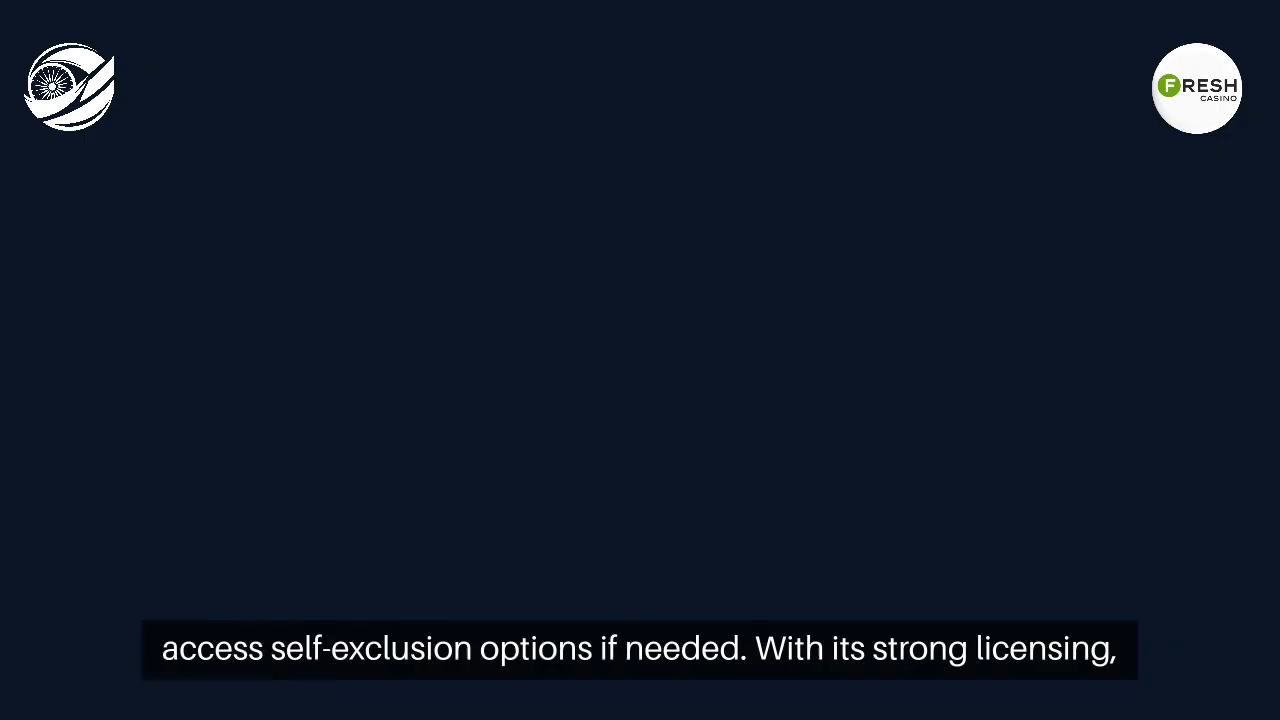 FRESH
CASINO
access self-exclusion options if needed. With its strong licensing,